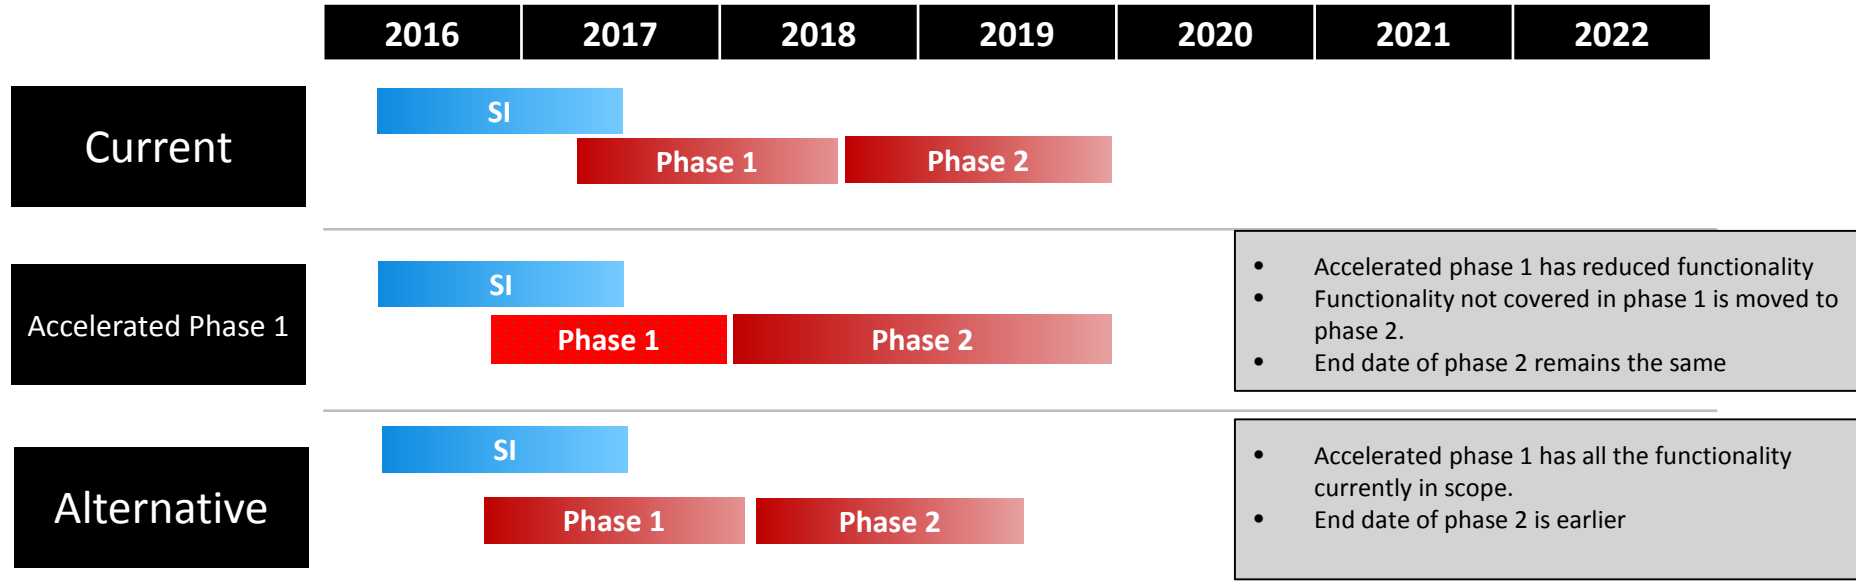 2016 2017 2018 2019 2020 2021 2022
Current
SI
Phase 1
Phase 2
Accelerated Phase 1
SI
Phase 1
Phase 2
• Accelerated phase 1 has reduced functionality
• Functionality not covered in phase 1 is moved to
phase 2.
• End date of phase 2 remains the same
Alternative
SI
Phase 1
Phase 2
• Accelerated phase 1 has all the functionality
currently in scope.
• End date of phase 2 is earlier